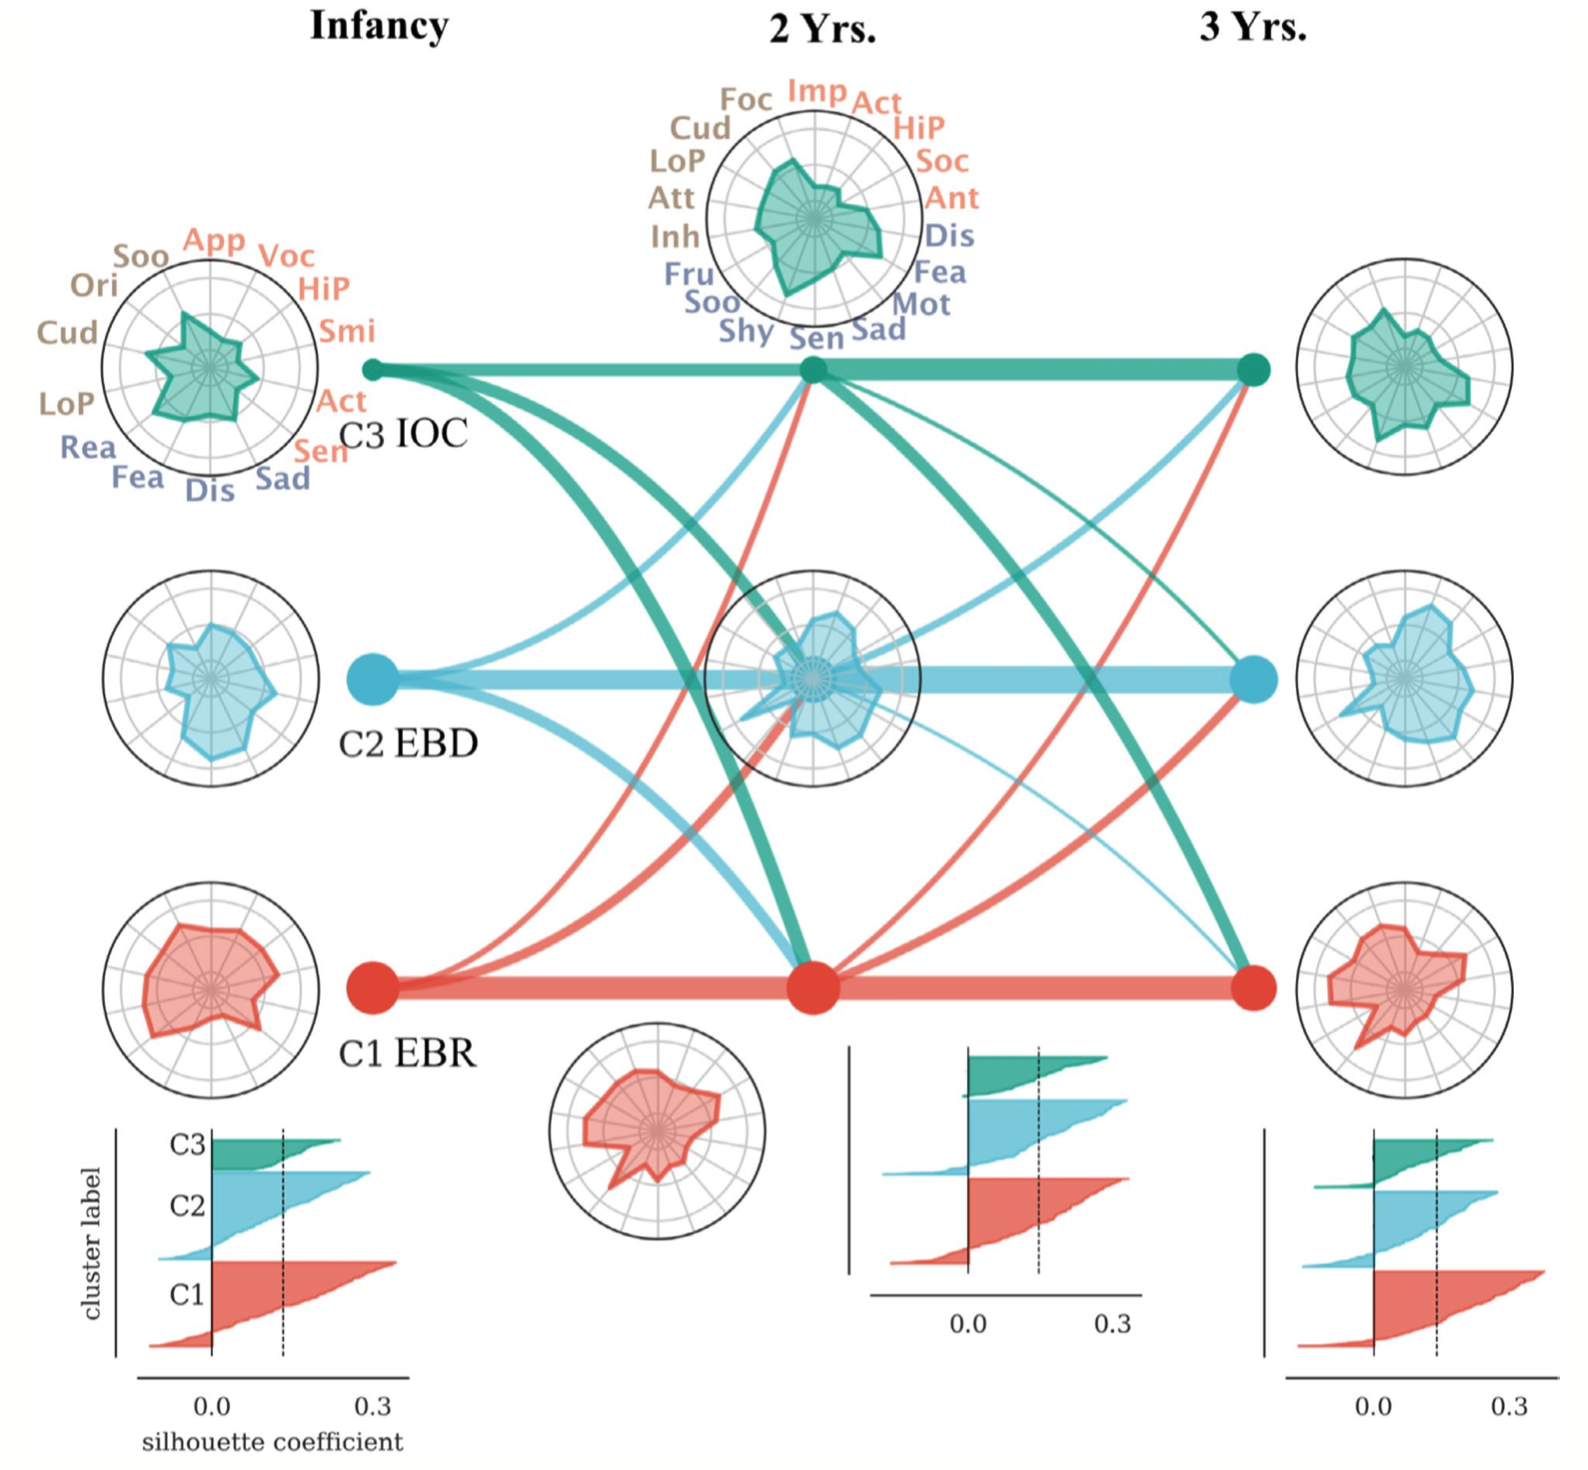 Infancy
2 Yrs.
3 Yrs.
Foc
Imp
Act
Cud
HiP
LoP
Soc
Att
Ant
Inh
Dis
Fru
Fea
Soo
Mot
Shy
Sen
Sad
App
Soo
Voc
Ori
HiP
Cud
Smi
LoP
Act
Rea
Sen
Fea
Dis
Sad
C3 IOC
C2 EBD
C1 EBR
cluster label
C3
C2
C1
0.0 0.3
silhouette coefficient
0.0 0.3
0.0 0.3